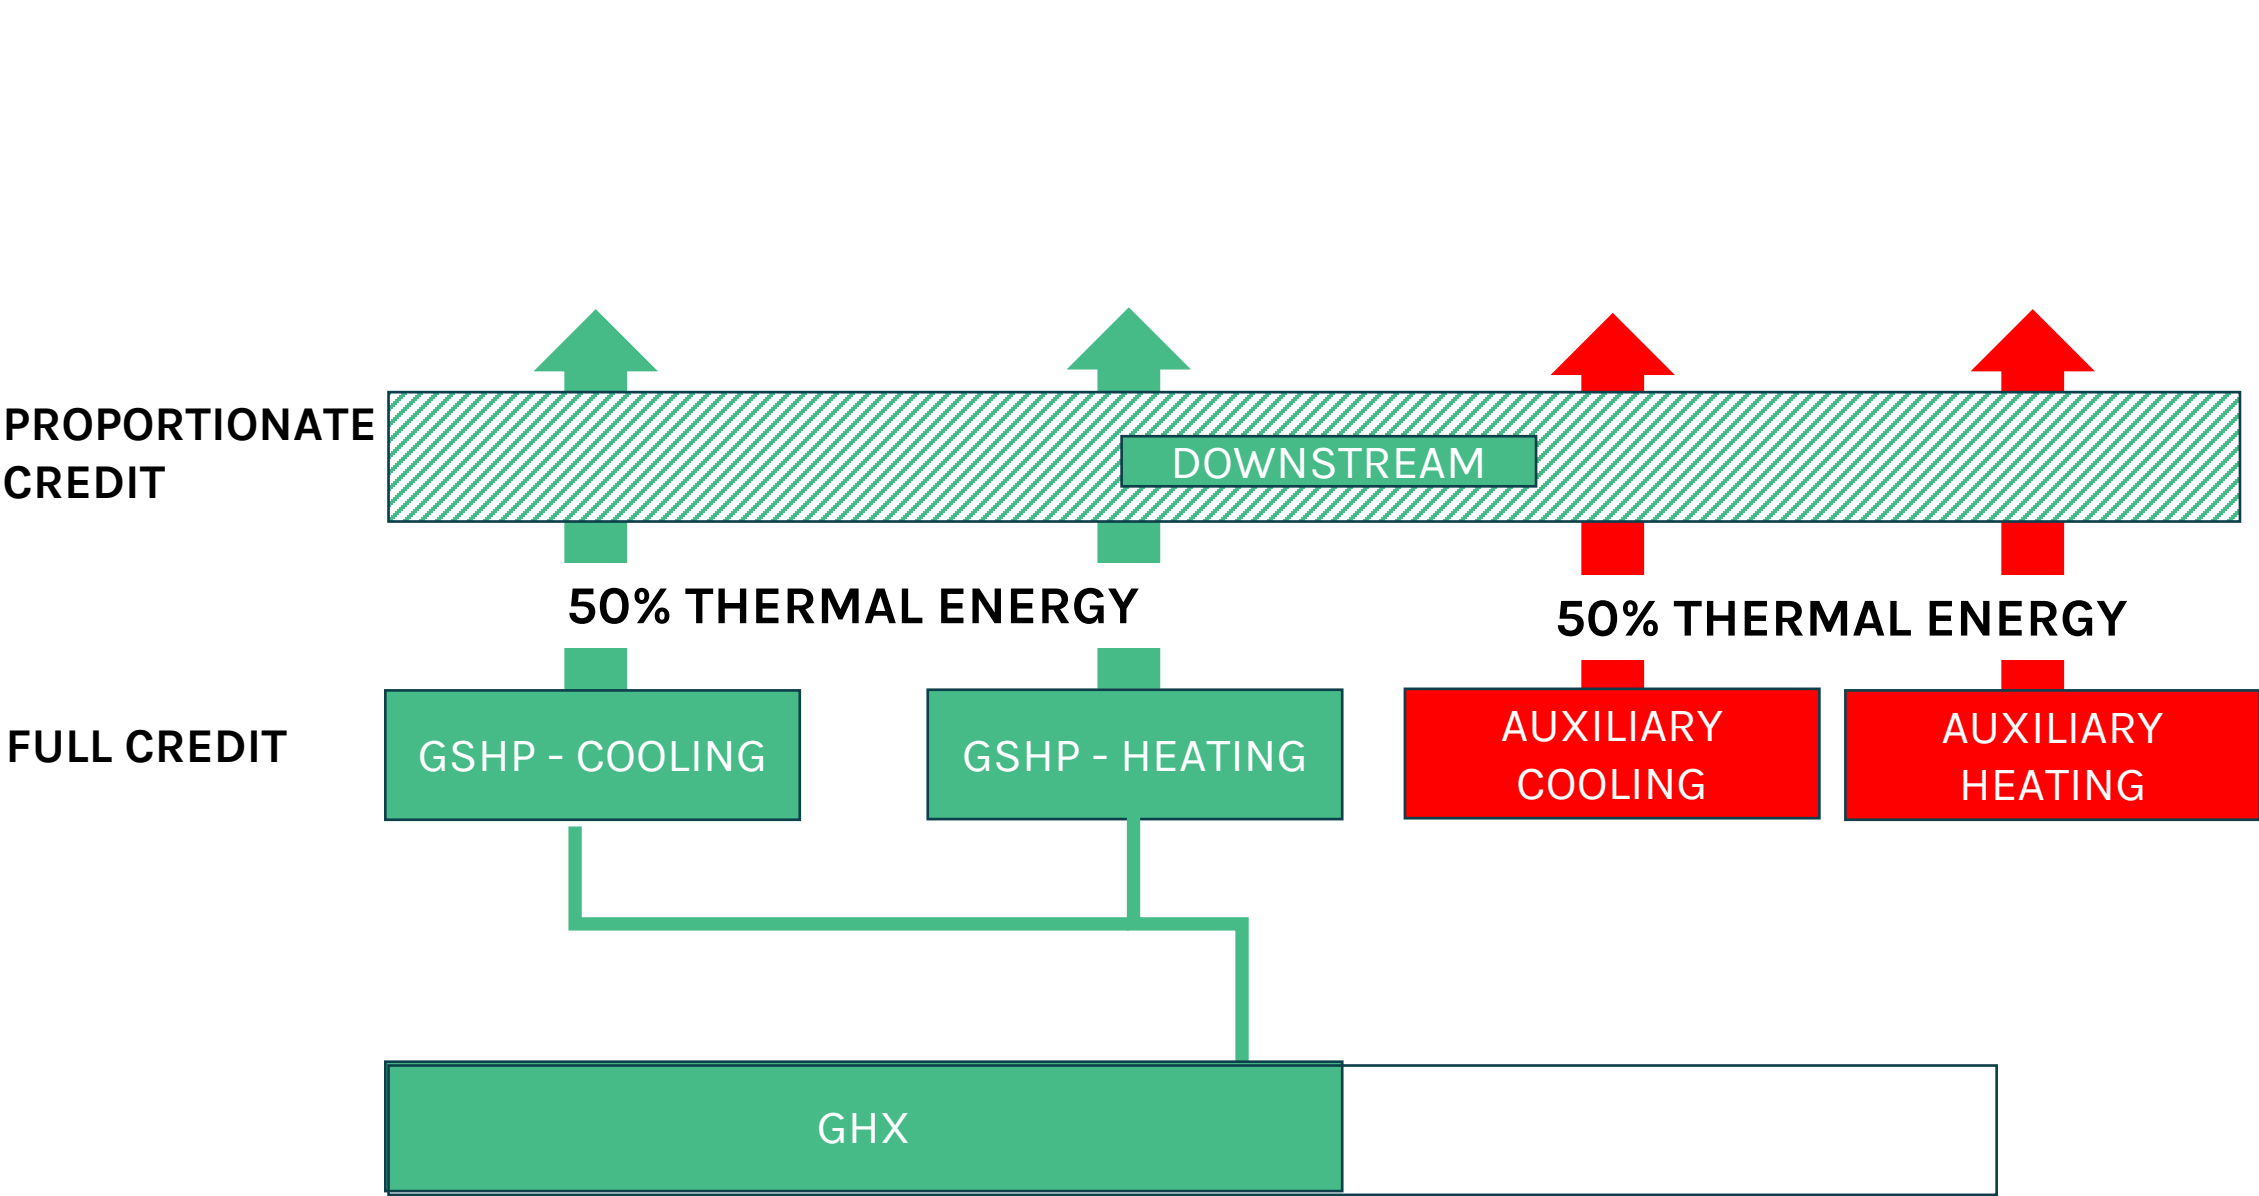 PROPORTIONATE
CREDIT
DOWNSTREAM
50% THERMAL ENERGY
50% THERMAL ENERGY
FULL CREDIT
GSHP - COOLING
GSHP - HEATING
AUXILIARY
COOLING
AUXILIARY
HEATING
GHX